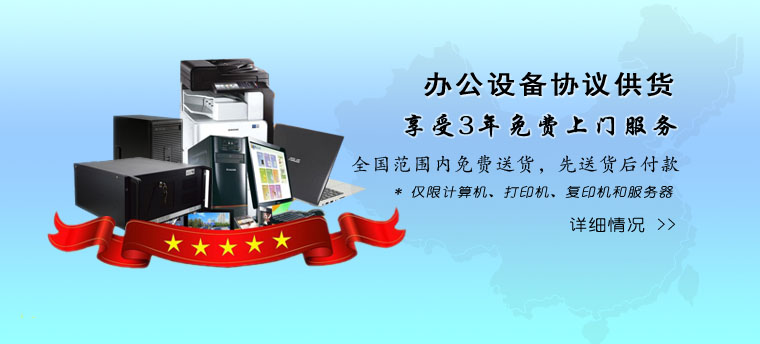 办公设备协议供货
享受3年免费上门服务
全国范围内免费送货，先送货后付款
* 仅限计算机、打印机、复印机和服务器
详细情况 >>